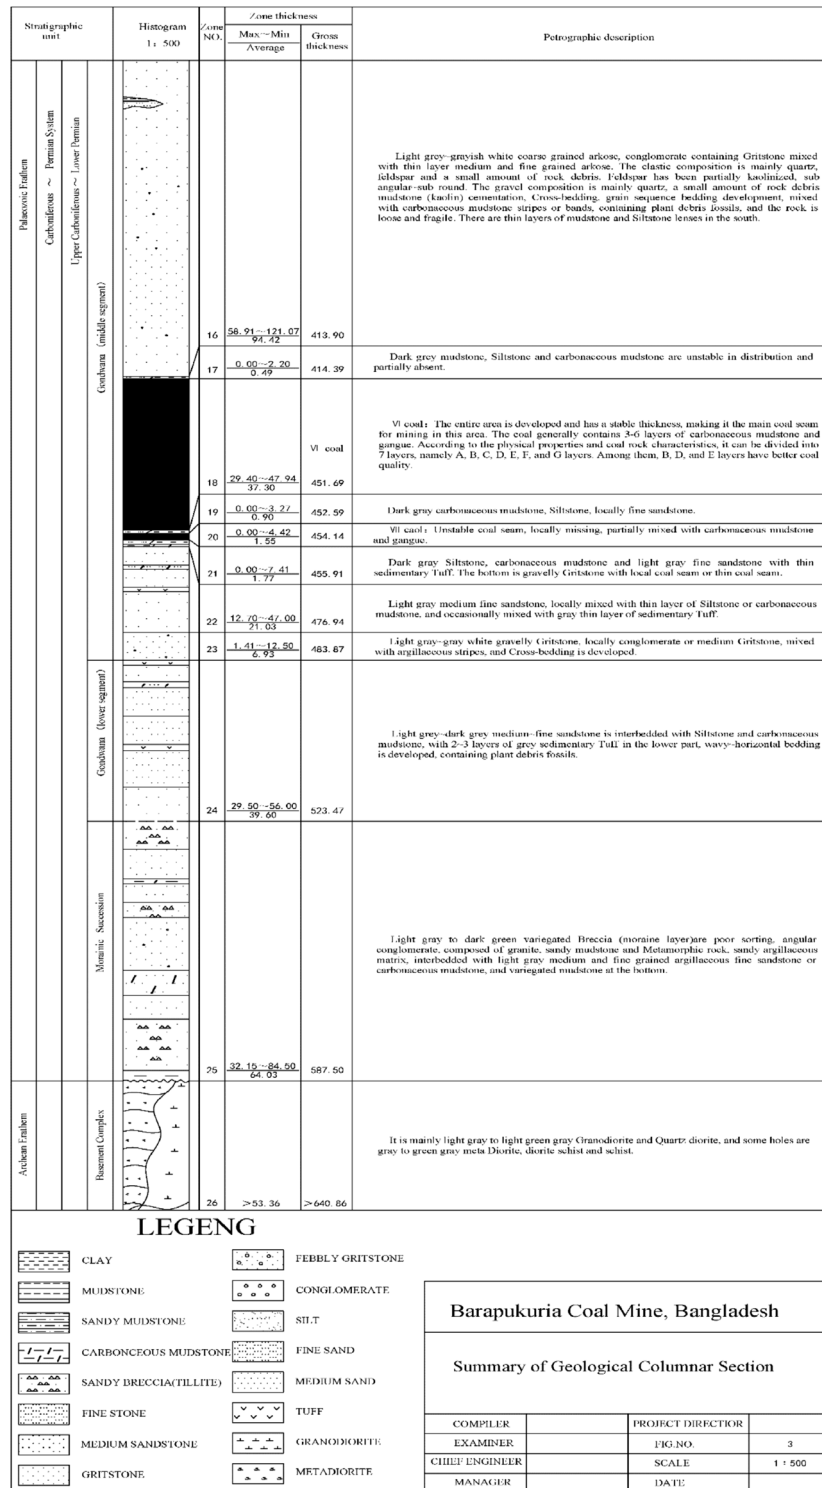 Stratigraphic
unit
Histogram
1: 500
Zone
NO.
Zone thickness
Max~Min
Average
Gross
thickness
Petrographic description
Palaeozoic Erathem
Carboniferous ~ Permian System
Upper Carboniferous ~ Lower Permian
Gondwana (middle segment)
Light grey-grayish white coarse grained arkose, conglomerate containing Gritstone mixed
with thin layer medium and fine grained arkose. The clastic composition is mainly quartz,
feldspar and a small amount of rock debris. Feldspar has been partially kaolinized, sub
angular-sub round. The gravel composition is mainly quartz, a small amount of rock debris
mudstone (kaolin) cementation, Cross-bedding, grain sequence bedding development, mixed
with carbonaceous mudstone stripes or bands, containing plant debris fossils, and the rock is
loose and fragile. There are thin layers of mudstone and Siltstone lenses in the south.
16
58.91~121.07
94.42
413.90
17
0.00~2.20
0.49
414.39
Dark grey mudstone, Siltstone and carbonaceous mudstone are unstable in distribution and
partially absent.
18
29.40~47.94
37.30
VI coal
451.69
VI coal: The entire area is developed and has a stable thickness, making it the main coal seam
for mining in this area. The coal generally contains 3-6 layers of carbonaceous mudstone and
gangue. According to the physical properties and coal rock characteristics, it can be divided into
7 layers, namely A, B, C, D, E, F, and G layers. Among them, B, D, and E layers have better coal
quality.
19
0.00~3.27
0.90
452.59
Dark gray carbonaceous mudstone, Siltstone, locally fine sandstone.
20
0.00~4.42
1.55
454.14
VII caol: Unstable coal seam, locally missing, partially mixed with carbonaceous mudstone
and gangue.
21
0.00~7.41
1.77
455.91
Dark gray Siltstone, carbonaceous mudstone and light gray fine sandstone with thin
sedimentary Tuff. The bottom is gravelly Gritstone with local coal seam or thin coal seam.
22
12.70~47.00
21.03
476.94
Light gray medium fine sandstone, locally mixed with thin layer of Siltstone or carbonaceous
mudstone, and occasionally mixed with gray thin layer of sedimentary Tuff.
23
1.41~12.50
6.93
483.87
Light gray-gray white gravelly Gritstone, locally conglomerate or medium Gritstone, mixed
with argillaceous stripes, and Cross-bedding is developed.
Gondwana (lower segment)
24
29.50~56.00
39.60
523.47
Light grey-dark grey medium-fine sandstone is interbedded with Siltstone and carbonaceous
mudstone, with 2~3 layers of grey sedimentary Tuff in the lower part, wavy-horizontal bedding
is developed, containing plant debris fossils.
Morainic Succession
25
32.15~84.50
64.03
587.50
Light gray to dark green variegated Breccia (moraine layer)are poor sorting, angular
conglomerate, composed of granite, sandy mudstone and Metamorphic rock, sandy argillaceous
matrix, interbedded with light gray medium and fine grained argillaceous fine sandstone or
carbonaceous mudstone, and variegated mudstone at the bottom.
Archean Erathem
Basement Complex
26
>53.36
>640.86
It is mainly light gray to light green gray Granodiorite and Quartz diorite, and some holes are
gray to green gray meta Diorite, diorite schist and schist.
LEGENG
CLAY
MUDSTONE
SANDY MUDSTONE
CARBONCEOUS MUDSTONE
SANDY BRECCIA(TILLITE)
FINE STONE
MEDIUM SANDSTONE
GRITSTONE
FEBBLY GRITSTONE
CONGLOMERATE
SILT
FINE SAND
MEDIUM SAND
TUFF
GRANODIORITE
METADIORITE
Barapukuria Coal Mine, Bangladesh
Summary of Geological Columnar Section
COMPILER
PROJECT DIRECTIOR
EXAMINER
FIG.NO.
3
CHIEF ENGINEER
SCALE
1 : 500
MANAGER
DATE